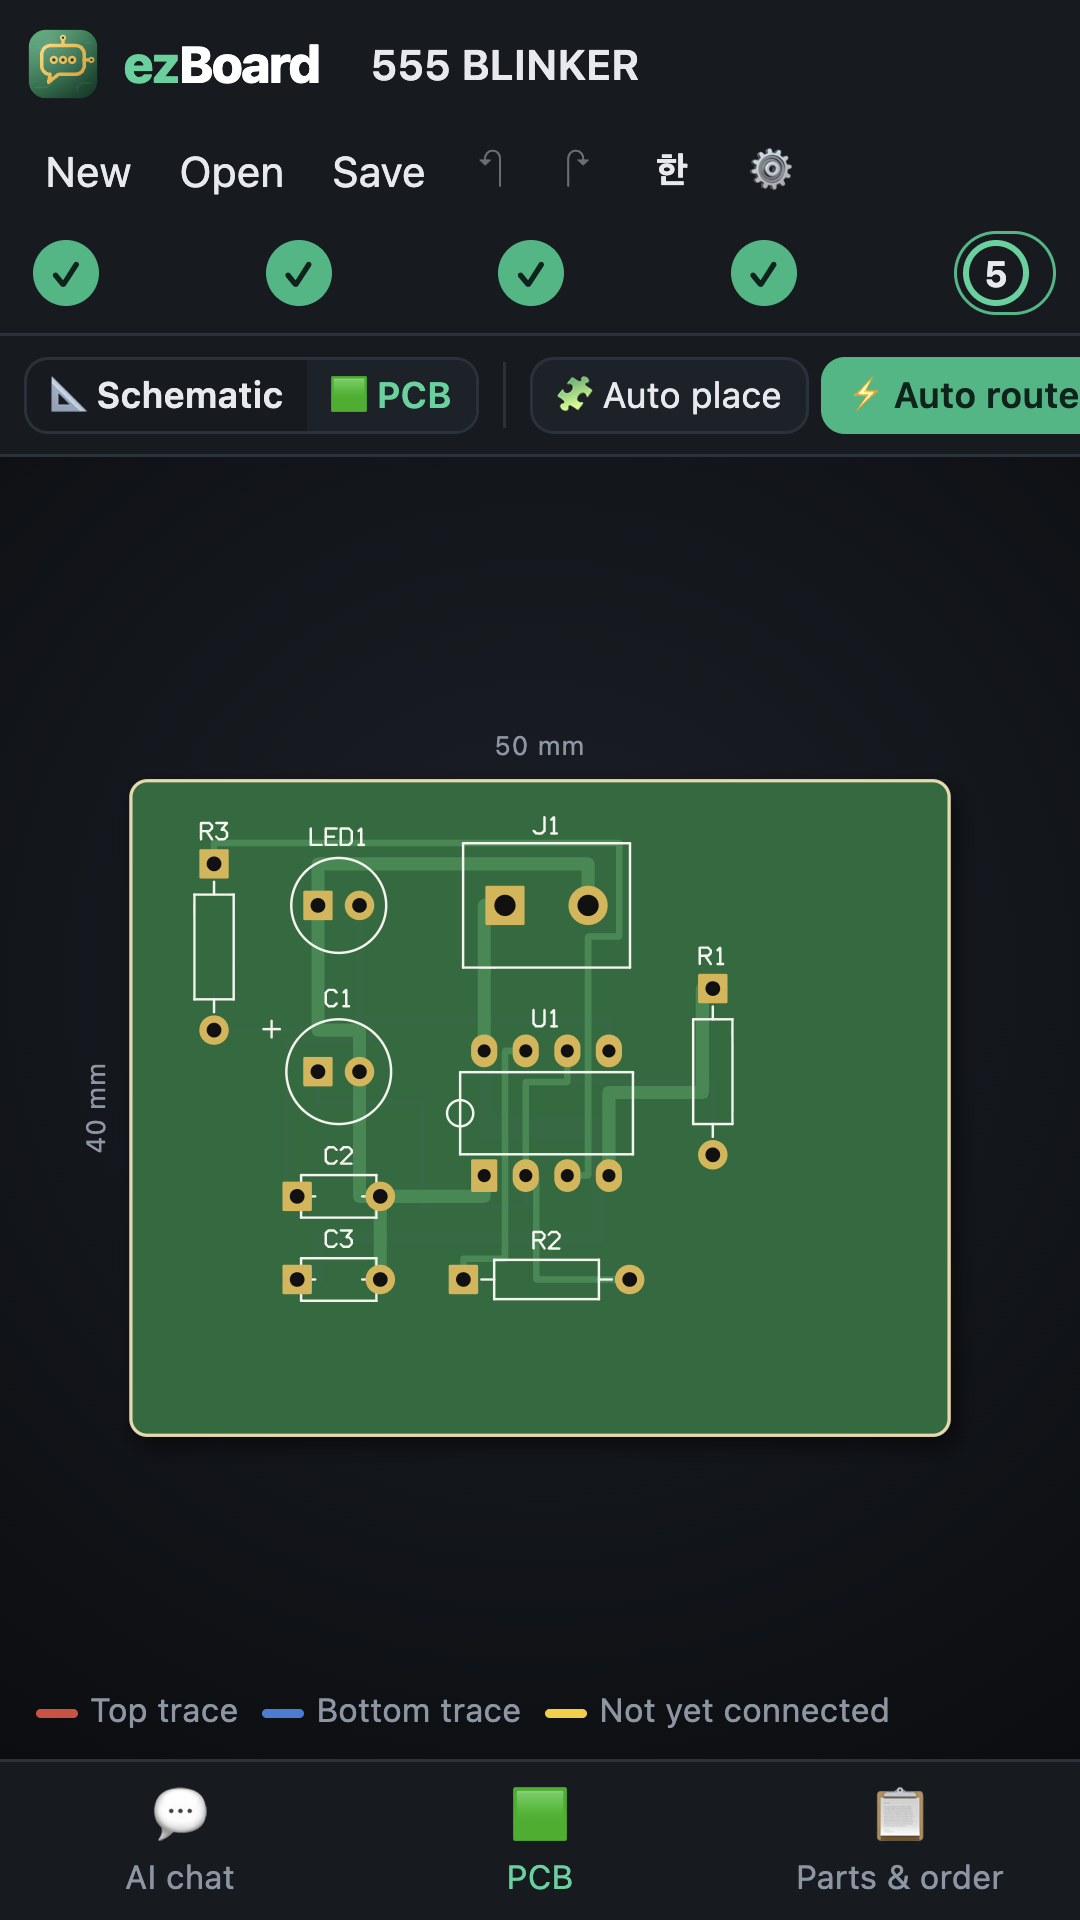 ezBoard 555 BLINKER
New Open Save 한
5
Schematic PCB Auto place Auto route
50 mm
R3 LED1 J1
R1
C1 U1
+
40 mm
C2
C3 R2
Top trace Bottom trace Not yet connected
AI chat PCB Parts & order